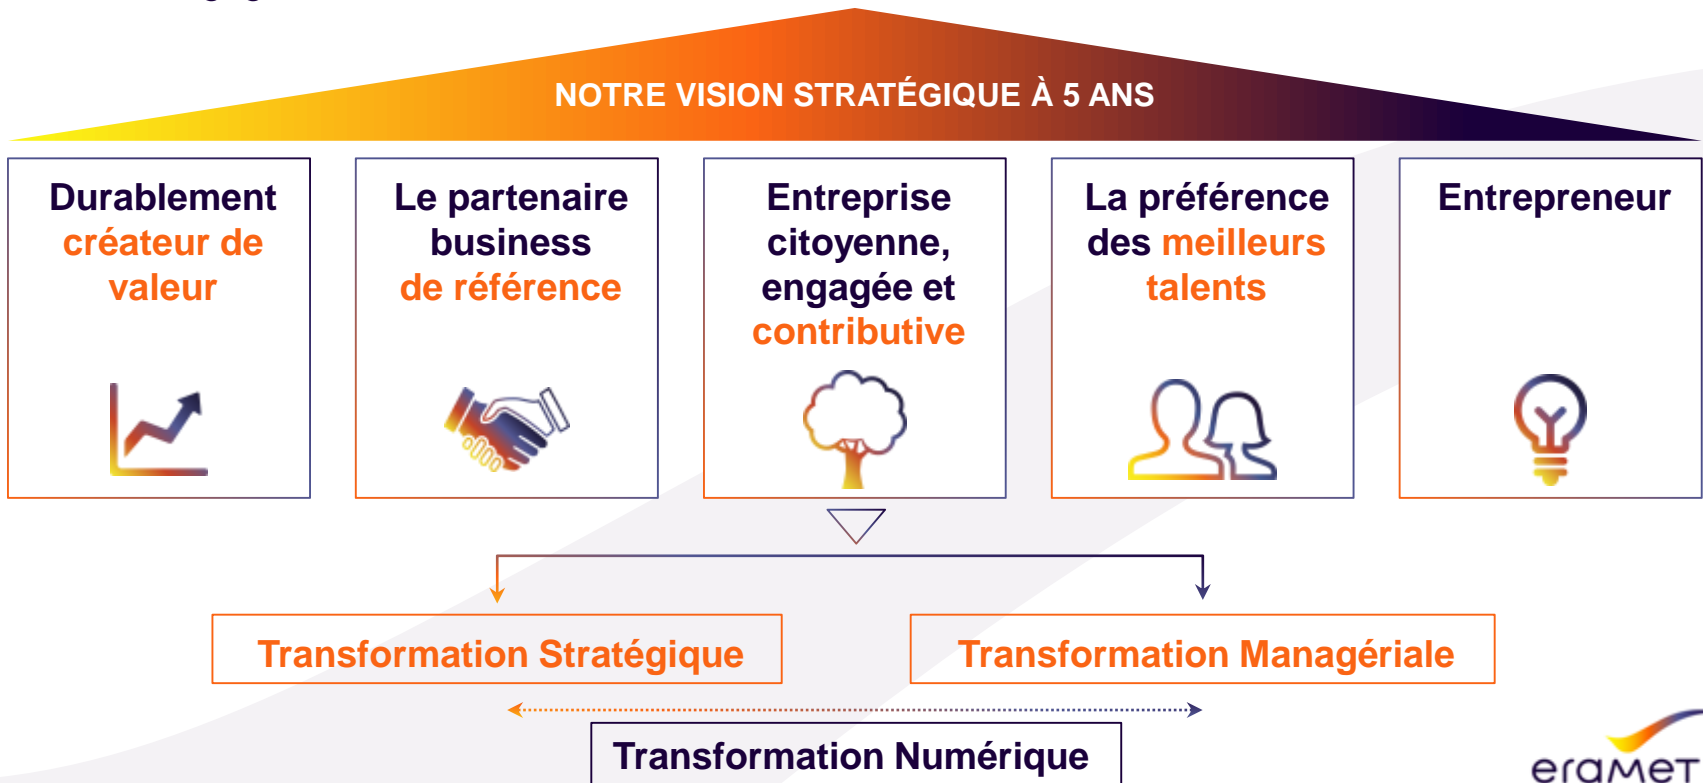 NOTRE VISION STRATÉGIQUE À 5 ANS
Durablement
créateur de
valeur
Le partenaire
business
de référence
Entreprise
citoyenne,
engagée et
contributive
La préférence
des meilleurs
talents
Entrepreneur
Transformation Stratégique
Transformation Managériale
Transformation Numérique
eramet